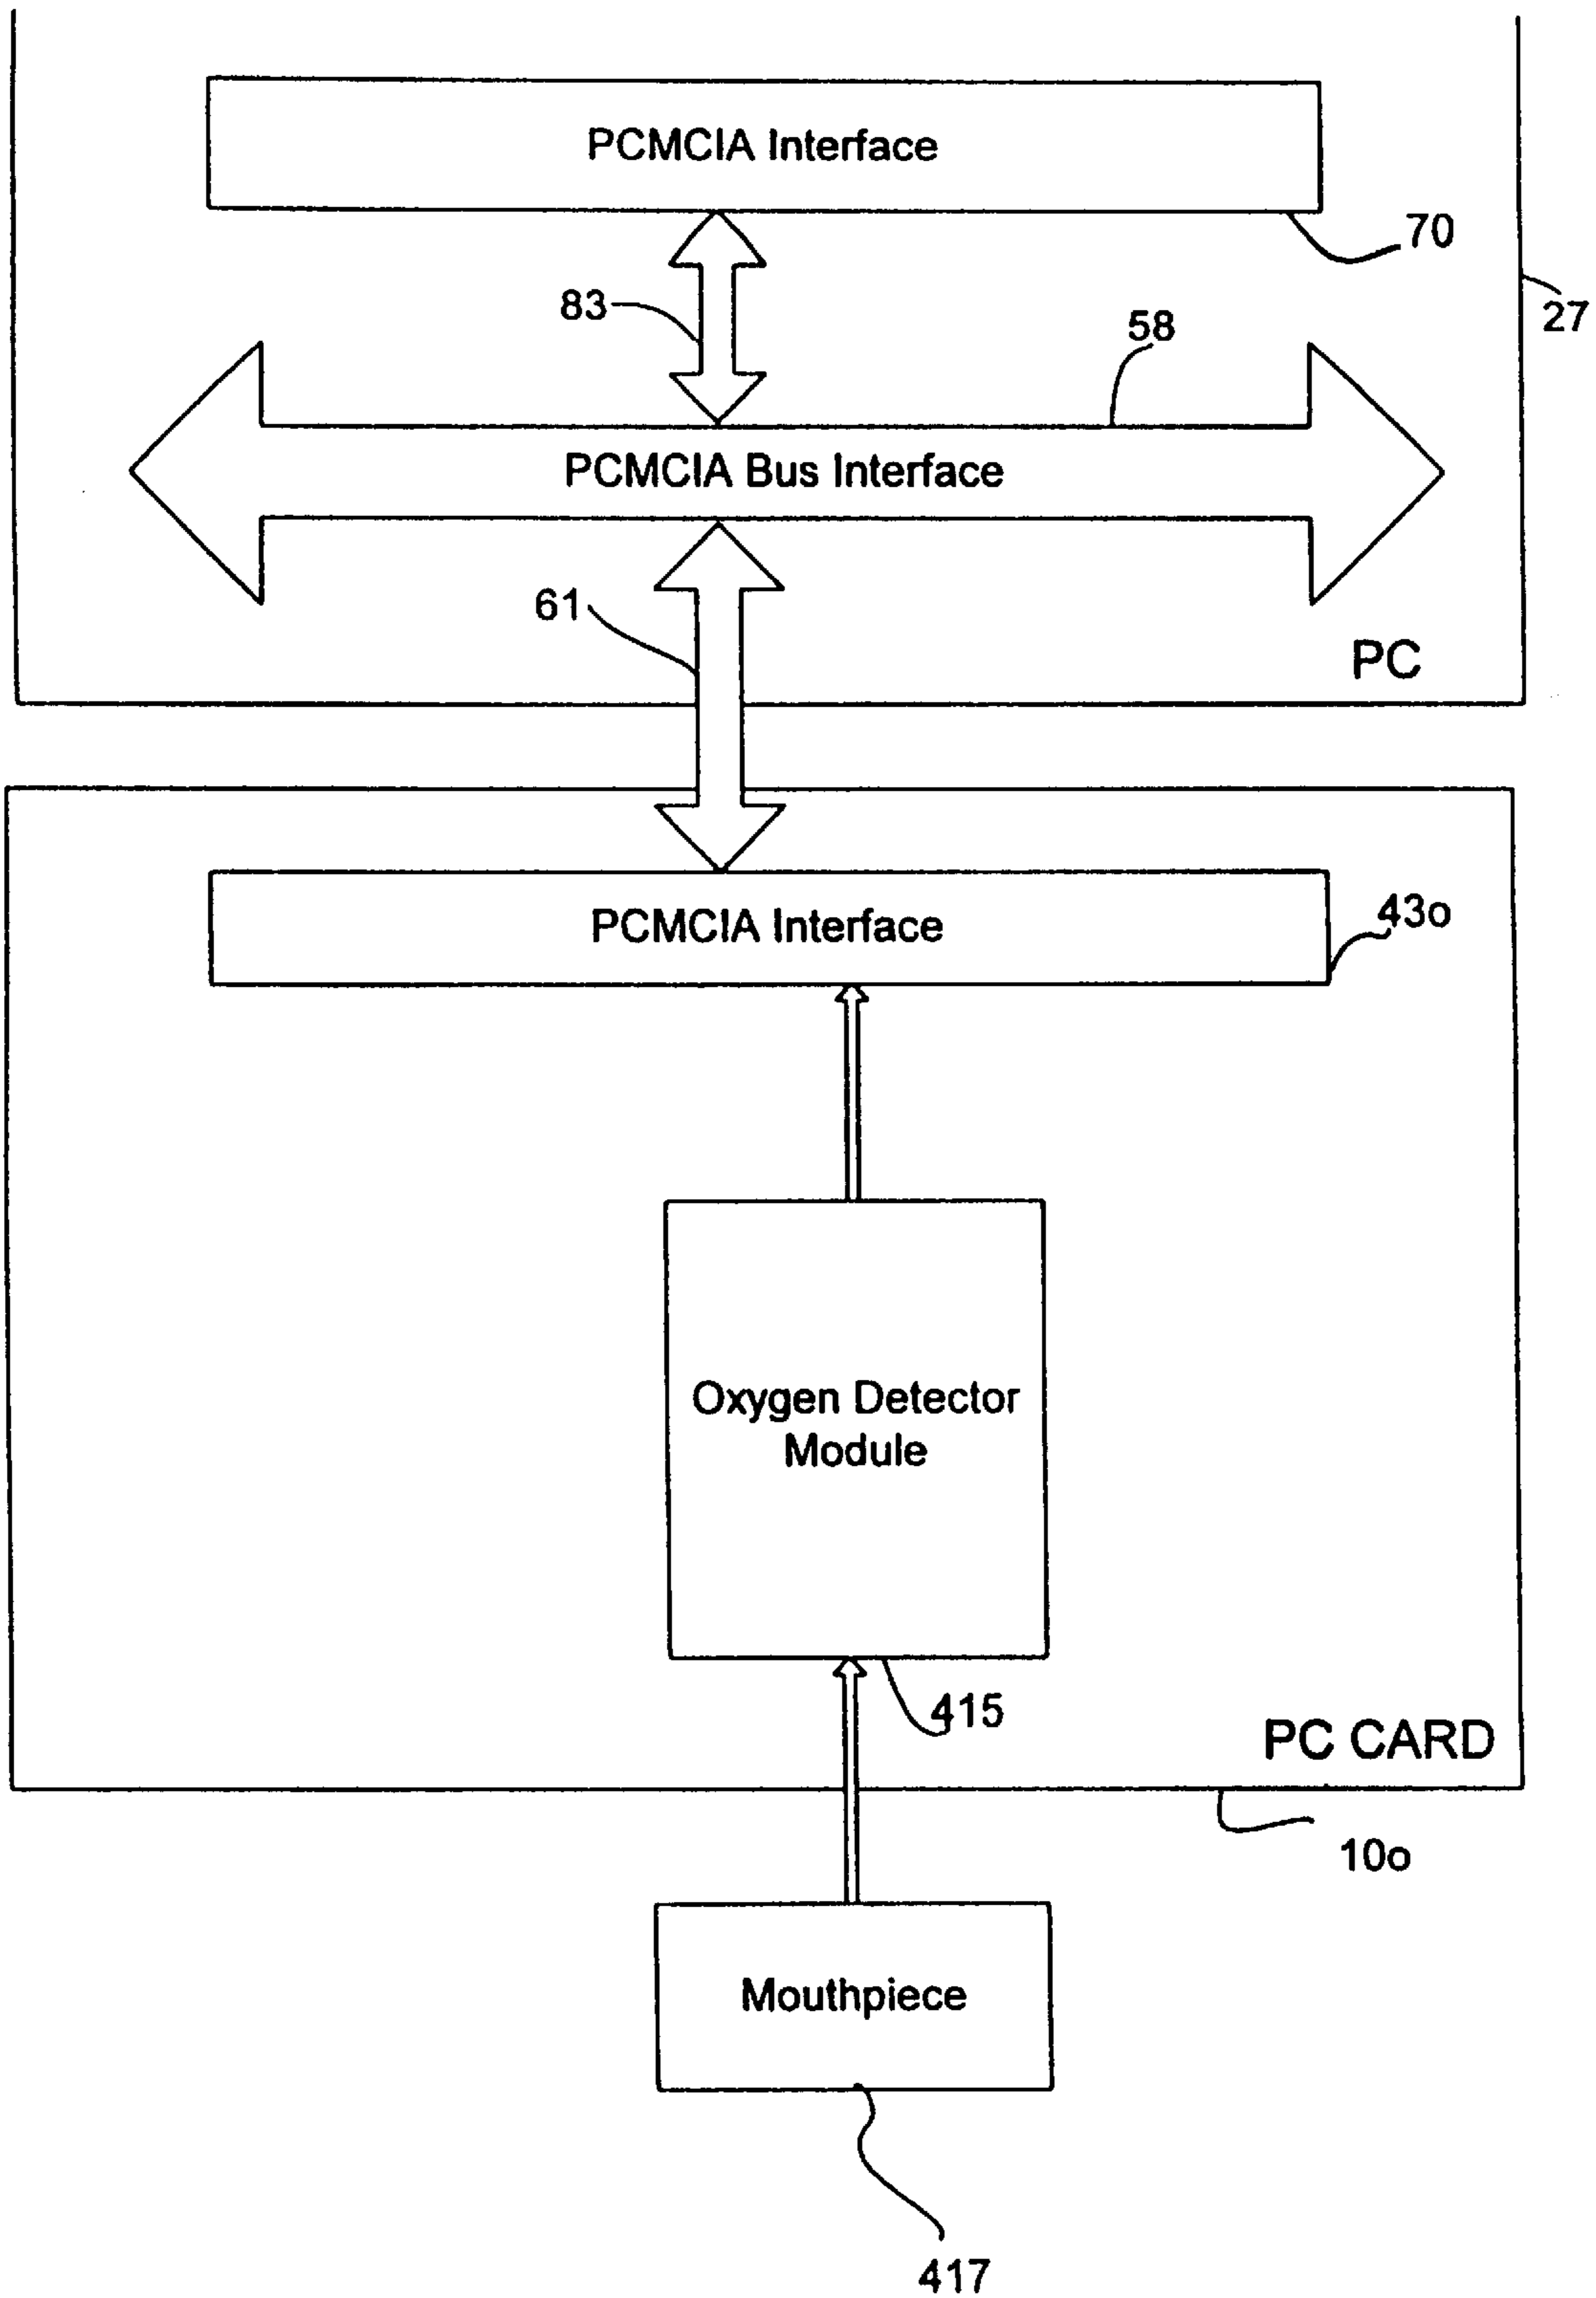 PCMCIA Interface
70
27
83
58
PCMCIA Bus Interface
61
PC
PCMCIA Interface
43o
Oxygen Detector
Module
415
PC CARD
10o
Mouthpiece
417